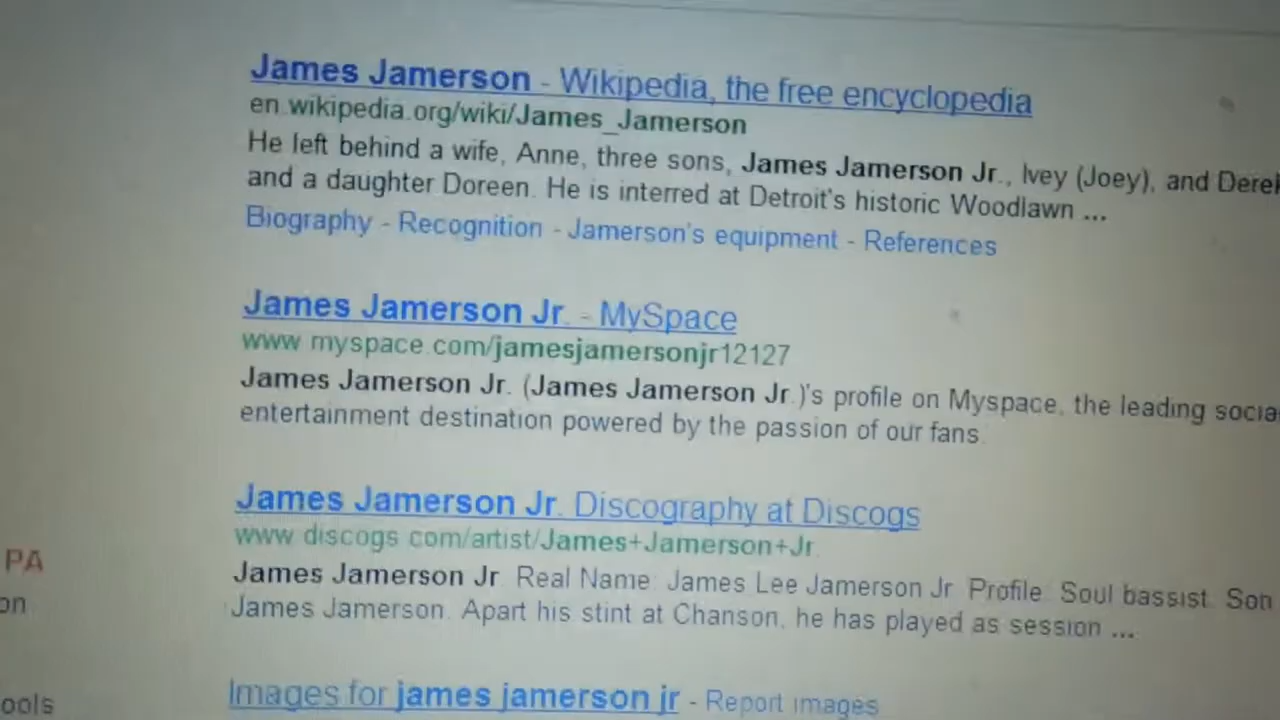 James Jamerson - Wikipedia, the free encyclopedia
en.wikipedia.org/wiki/James_Jamerson
He left behind a wife, Anne, three sons, James Jamerson Jr., Ivey (Joey), and Derek
and a daughter Doreen. He is interred at Detroit's historic Woodlawn ...
Biography - Recognition - Jamerson's equipment - References
James Jamerson Jr. - MySpace
www.myspace.com/jamesjamersonjr12127
James Jamerson Jr. (James Jamerson Jr.)'s profile on Myspace, the leading socia
entertainment destination powered by the passion of our fans.
James Jamerson Jr. Discography at Discogs
www.discogs.com/artist/James+Jamerson+Jr.
James Jamerson Jr. Real Name: James Lee Jamerson Jr. Profile: Soul bassist. Son
PA
James Jamerson. Apart his stint at Chanson, he has played as session ...
on
Images for james jamerson jr - Report images
ools